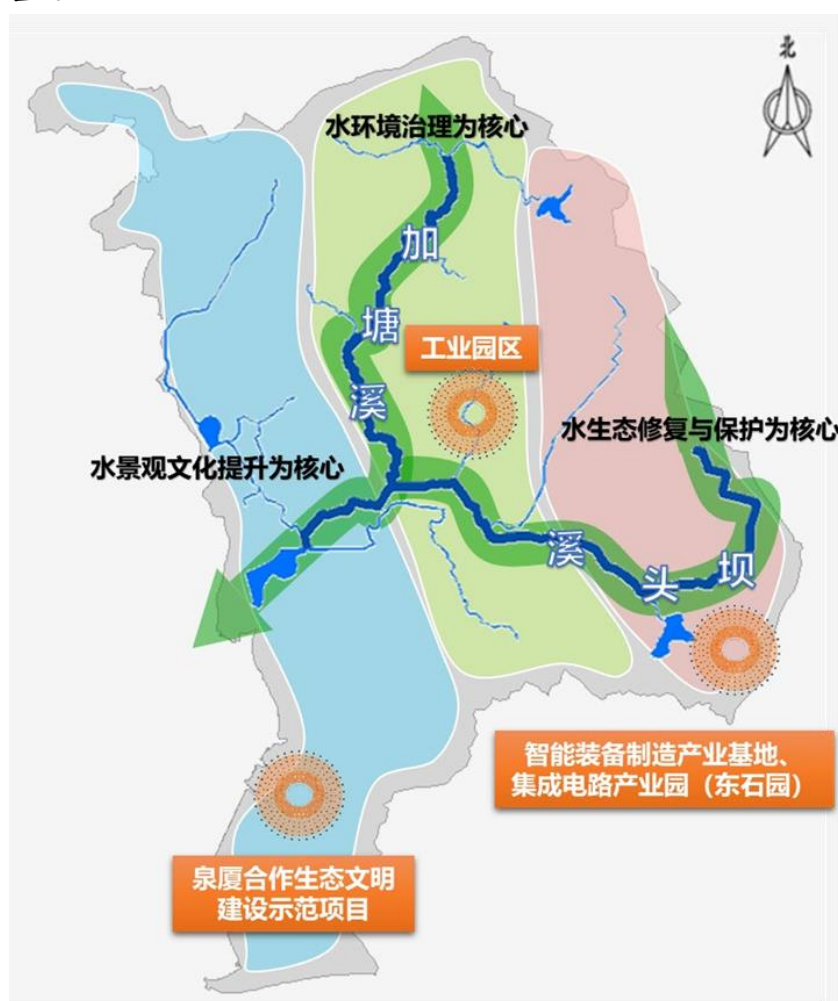 北
水环境治理为核心
加
塘
溪
工业园区
水生态修复与保护为核心
水景观文化提升为核心
溪
头
坝
智能装备制造产业基地、
集成电路产业园（东石园）
泉厦合作生态文明
建设示范项目